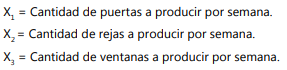 X₁ = Cantidad de puertas a producir por semana.
X₂ = Cantidad de rejas a producir por semana.
X₃ = Cantidad de ventanas a producir por semana.